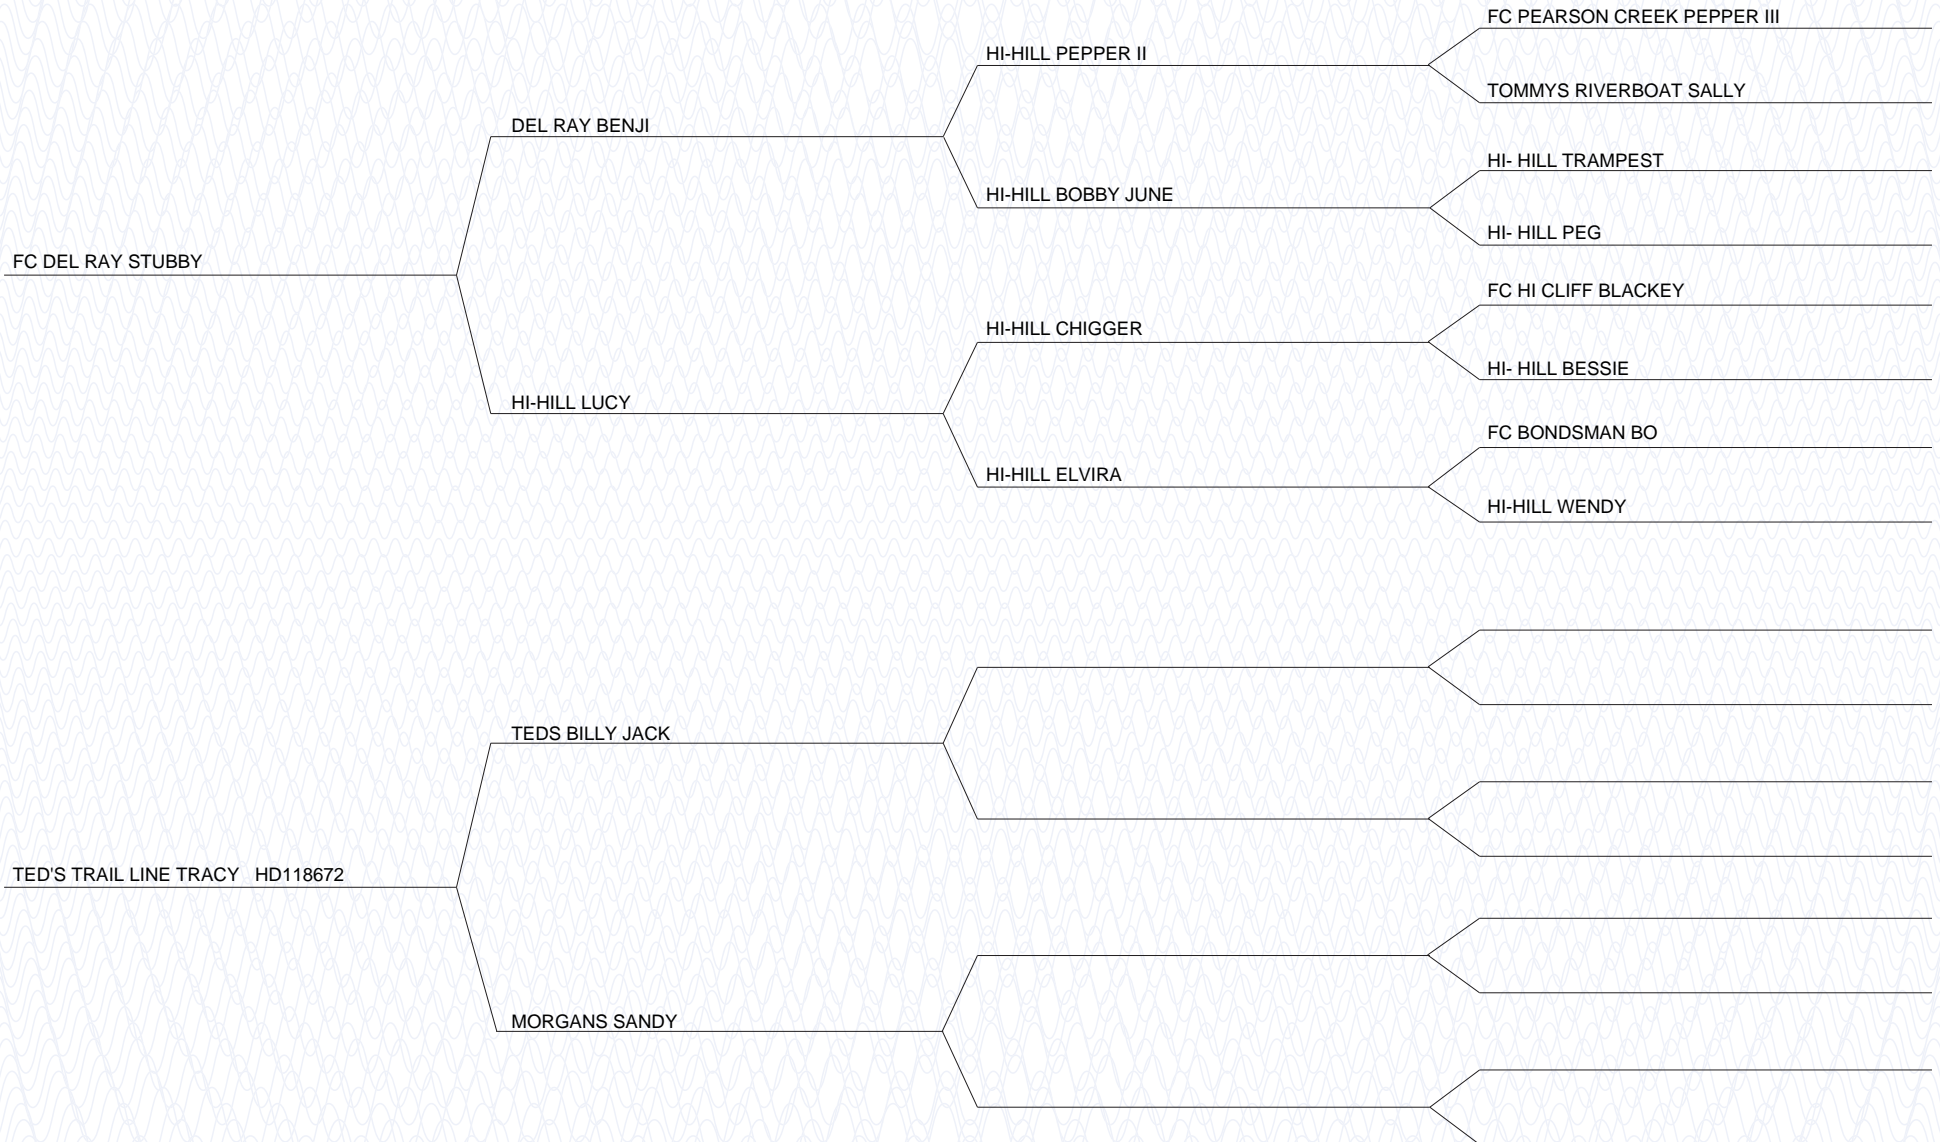 FC PEARSON CREEK PEPPER III
HI-HILL PEPPER II
TOMMYS RIVERBOAT SALLY
DEL RAY BENJI
HI- HILL TRAMPEST
HI-HILL BOBBY JUNE
HI- HILL PEG
FC DEL RAY STUBBY
FC HI CLIFF BLACKEY
HI-HILL CHIGGER
HI- HILL BESSIE
HI-HILL LUCY
FC BONDSMAN BO
HI-HILL ELVIRA
HI-HILL WENDY
TEDS BILLY JACK
TED'S TRAIL LINE TRACY HD118672
MORGANS SANDY